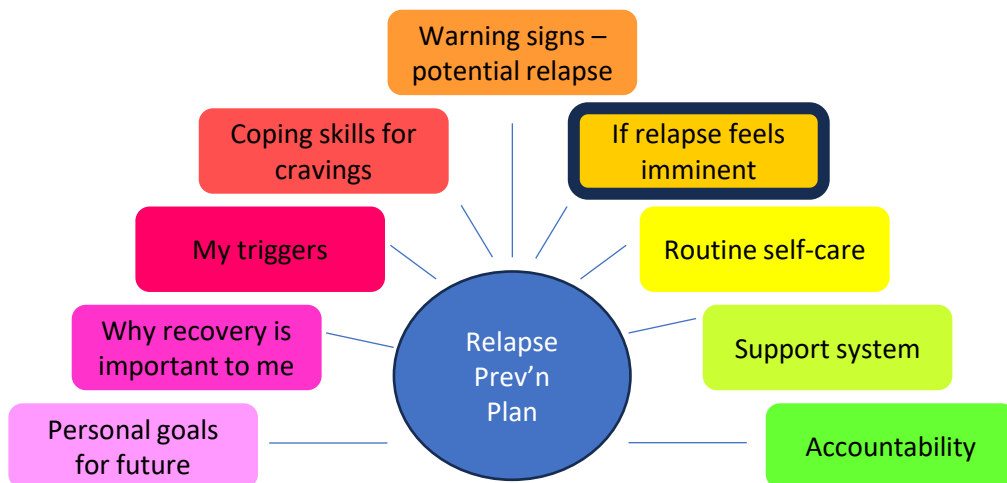 Warning signs –
potential relapse
Coping skills for
cravings
If relapse feels
imminent
My triggers
Routine self-care
Why recovery is
important to me
Relapse
Prev’n
Plan
Support system
Personal goals
for future
Accountability